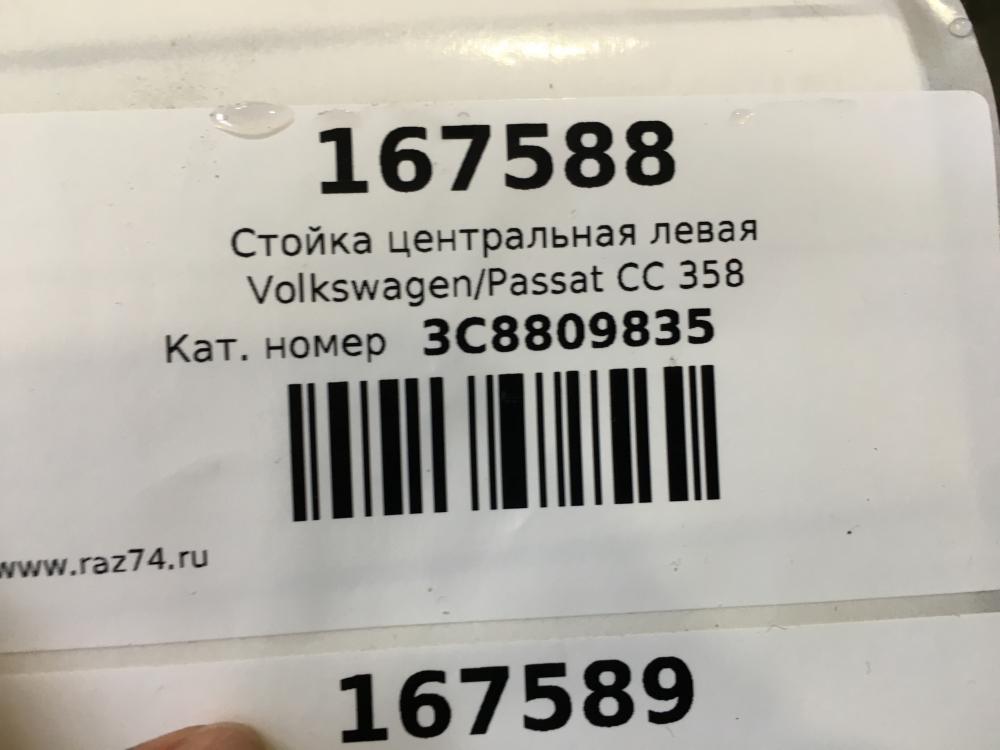 167588
Стойка центральная левая
Volkswagen/Passat CC 358
Кат. номер 3C8809835
www.raz74.ru
167589